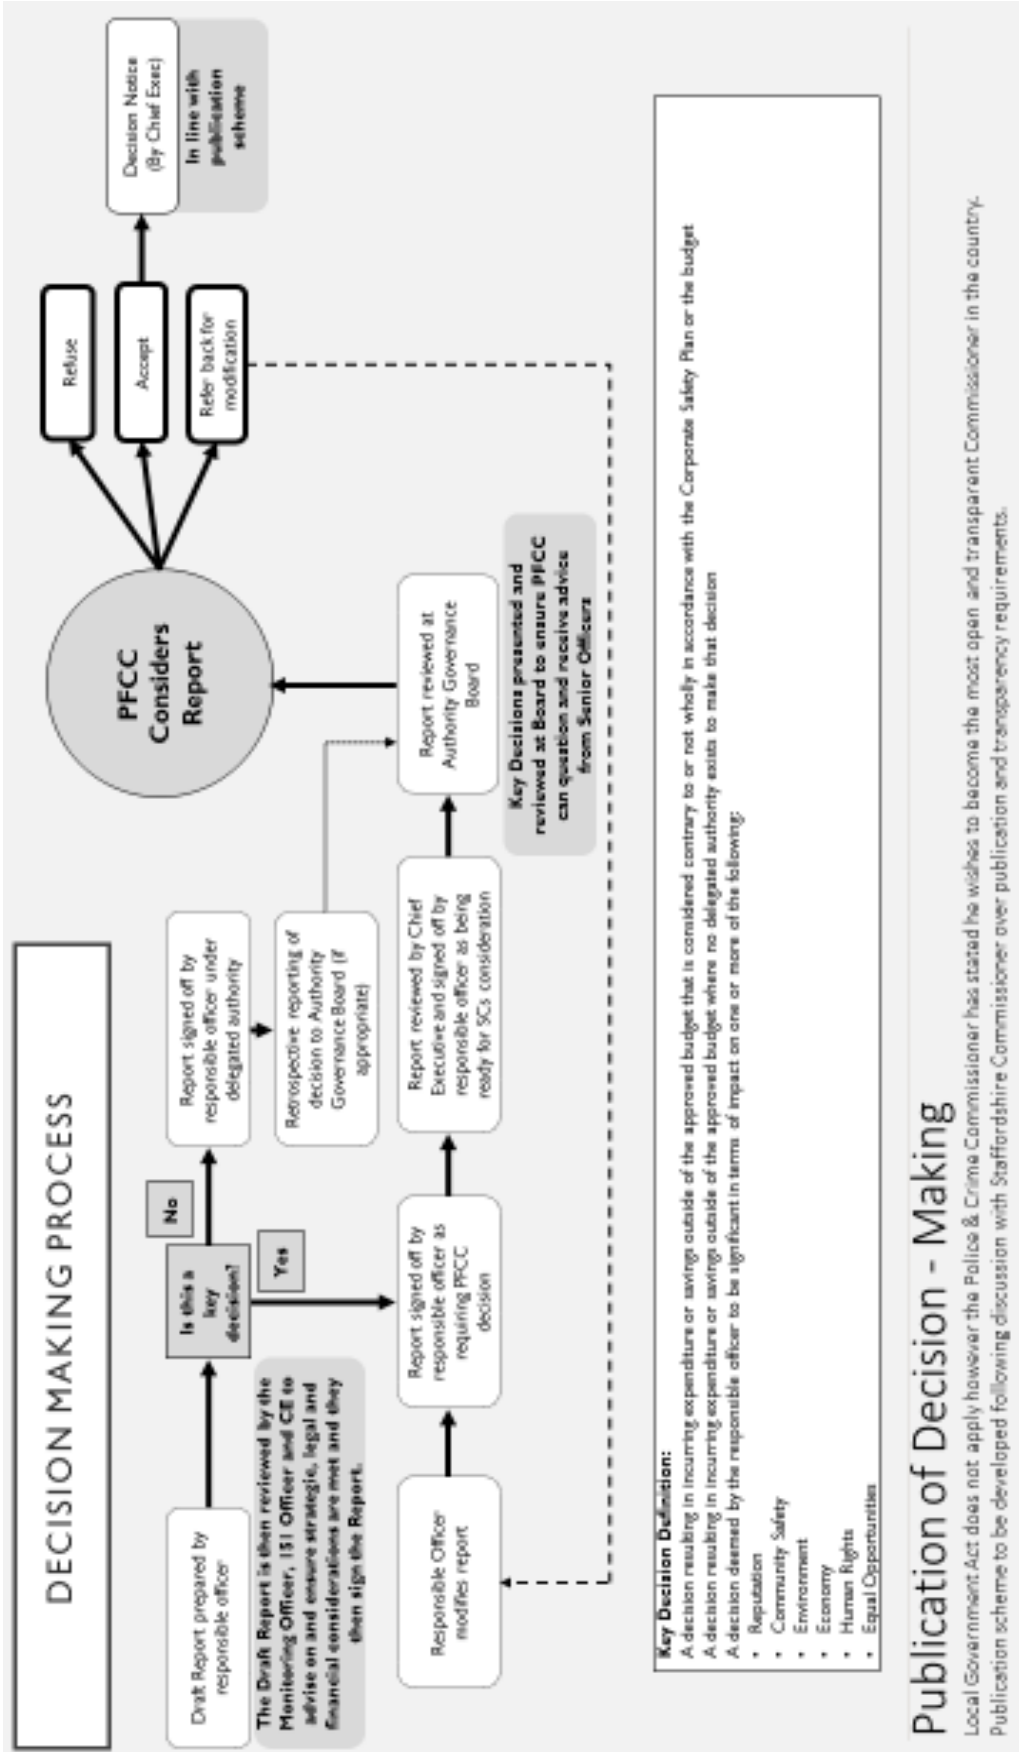 DECISION MAKING PROCESS
Draft Report prepared by
responsible officer
The Draft Report is then reviewed by the
Monitoring Officer, 151 Officer and CE to
advise on and ensure strategic, legal and
financial considerations are met and they
then sign the Report.
Is this a
key
decision?
No
Yes
Report signed off by
responsible officer under
delegated authority
Retrospective reporting of
decision to Authority
Governance Board (if
appropriate)
Responsible Officer
modifies report
Report signed off by
responsible officer as
requiring PFCC
decision
Report reviewed by Chief
Executive and signed off by
responsible officer as being
ready for SCs consideration
Report reviewed at
Authority Governance
Board
Key Decisions presented and
reviewed at Board to ensure PFCC
can question and receive advice
from Senior Officers
PFCC
Considers
Report
Refuse
Accept
Refer back for
modification
Decision Notice
(By Chief Exec)
In line with
publication
scheme
Key Decision Definition:
A decision resulting in incurring expenditure or savings outside of the approved budget that is considered contrary to or not wholly in accordance with the Corporate Safety Plan or the budget
A decision resulting in incurring expenditure or savings outside of the approved budget where no delegated authority exists to make that decision
A decision deemed by the responsible officer to be significant in terms of impact on one or more of the following:
• Reputation
• Community Safety
• Environment
• Economy
• Human Rights
• Equal Opportunities
Publication of Decision - Making
Local Government Act does not apply however the Police & Crime Commissioner has stated he wishes to become the most open and transparent Commissioner in the country.
Publication scheme to be developed following discussion with Staffordshire Commissioner over publication and transparency requirements.